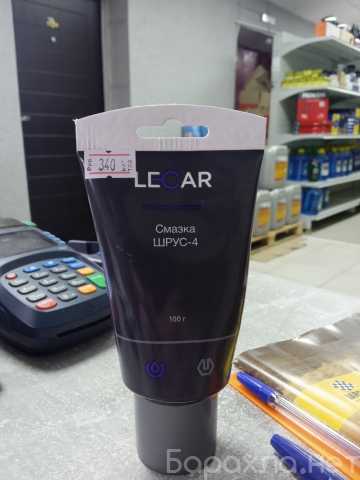 340
LECAR
Смазка
ШРУС-4
100 г
Барахла.Нет